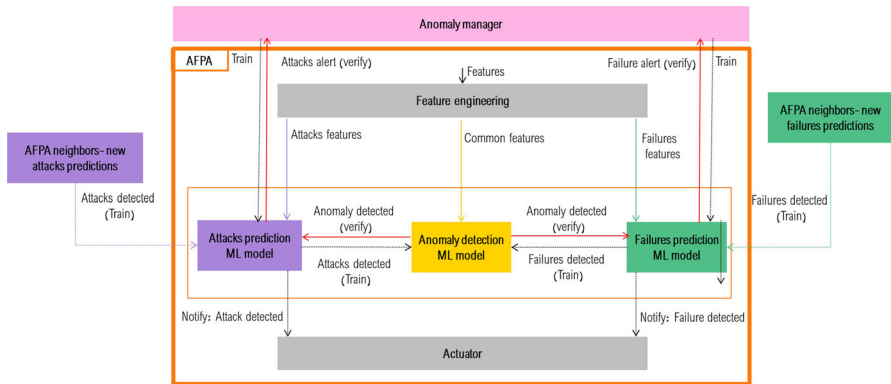 Anomaly manager
AFPA
Train
Attacks alert (verify)
Features
Failure alert (verify)
Train
Feature engineering
AFPA neighbors- new
attacks predictions
AFPA neighbors- new
failures predictions
Attacks features
Common features
Failures
features
Attacks detected
(Train)
Failures detected
(Train)
Attacks prediction
ML model
Anomaly detected
(verify)
Anomaly detection
ML model
Anomaly detected
(verify)
Failures prediction
ML model
Attacks detected
(Train)
Failures detected
(Train)
Notify: Attack detected
Notify: Failure detected
Actuator